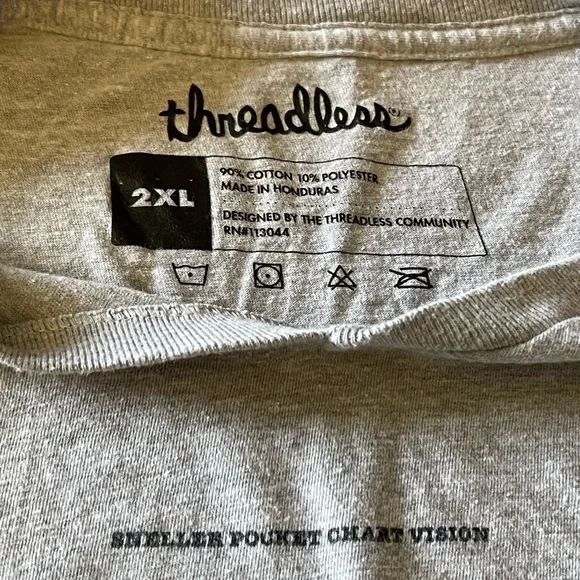 threadless®
2XL
90% COTTON 10% POLYESTER
MADE IN HONDURAS
DESIGNED BY THE THREADLESS COMMUNITY
RN#113044
SNELLER POCKET CHART VISION